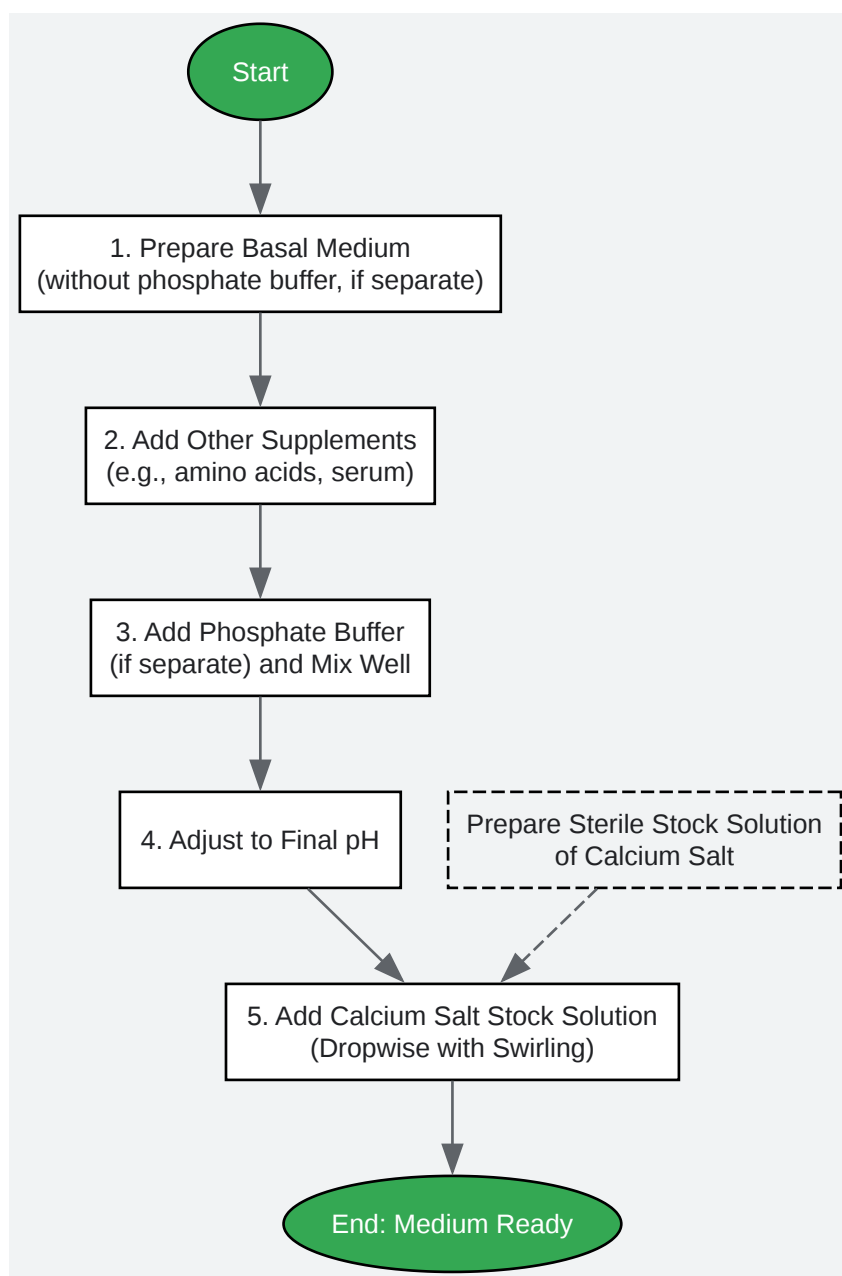 Start
1. Prepare Basal Medium
(without phosphate buffer, if separate)
2. Add Other Supplements
(e.g., amino acids, serum)
3. Add Phosphate Buffer
(if separate) and Mix Well
4. Adjust to Final pH
Prepare Sterile Stock Solution
of Calcium Salt
5. Add Calcium Salt Stock Solution
(Dropwise with Swirling)
End: Medium Ready